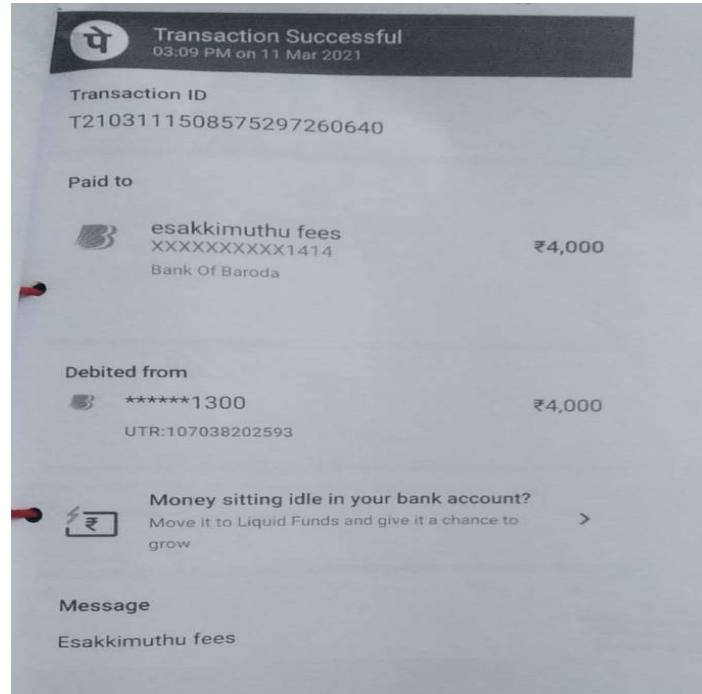 पे
Transaction Successful
03:09 PM on 11 Mar 2021
Transaction ID
T2103111508575297260640
Paid to
esakkimuthu fees
XXXXXXXXXX1414
₹4,000
Bank Of Baroda
Debited from
******1300
₹4,000
UTR:107038202593
Money sitting idle in your bank account?
Move it to Liquid Funds and give it a chance to
grow
Message
Esakkimuthu fees